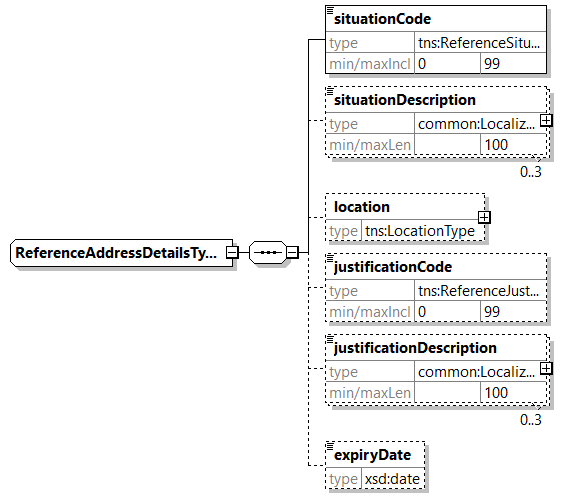 situationCode
type tns:ReferenceSitu...
min/maxIncl 0 99
situationDescription
type common:Localiz...
min/maxLen 100
0..3
location
type tns:LocationType
ReferenceAddressDetailsTy...
justificationCode
type tns:ReferenceJust...
min/maxIncl 0 99
justificationDescription
type common:Localiz...
min/maxLen 100
0..3
expiryDate
type xsd:date